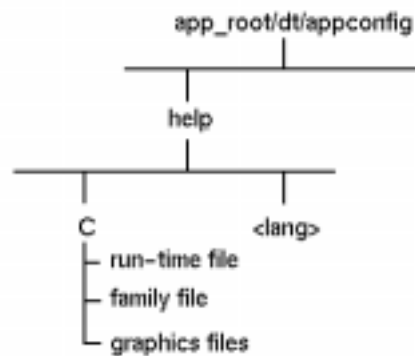 app_root/dt/appconfig
help
C
<lang>
run-time file
family file
graphics files